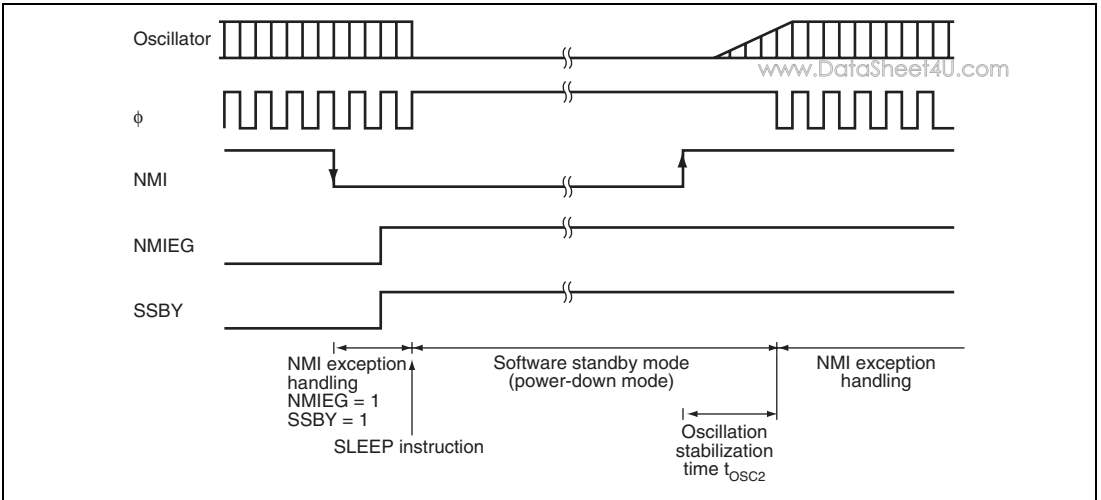 Oscillator
www.DataSheet4U.com
ϕ
NMI
NMIEG
SSBY
NMI exception
handling
NMIEG = 1
SSBY = 1
SLEEP instruction
Software standby mode
(power-down mode)
Oscillation
stabilization
time tOSC2
NMI exception
handling